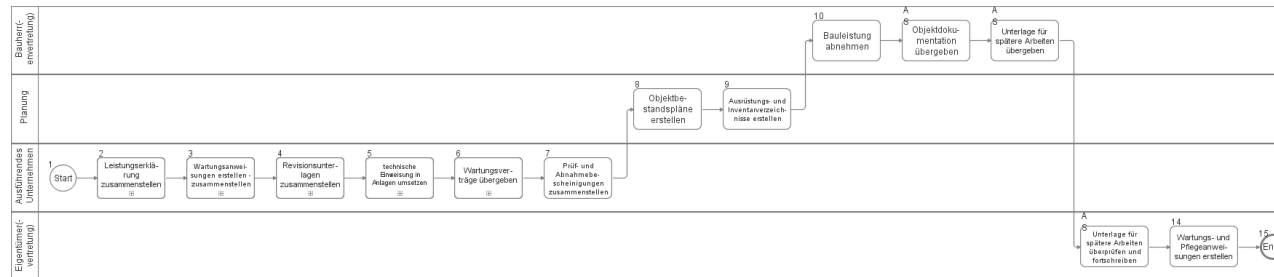 Bauherr(-
envertretung)
10
Bauleistung
abnehmen
A
S
Objektdoku-
mentation
übergeben
A
S
Unterlage für
spätere Arbeiten
übergeben
Planung
8
Objektbe-
standspläne
erstellen
9
Ausrüstungs- und
Inventarverzeich-
nisse erstellen
Ausführendes
Unternehmen
1
Start
2
Leistungserklä-
rung
zusammenstellen
3
Wartungsanwei-
sungen erstellen -
zusammenstellen
4
Revisionsunter-
lagen
zusammenstellen
5
technische
Einweisung in
Anlagen umsetzen
6
Wartungsver-
träge übergeben
7
Prüf- und
Abnahmebe-
scheinigungen
zusammenstellen
Eigentümer(-
vertretung)
A
S
Unterlage für
spätere Arbeiten
überprüfen und
fortschreiben
14
Wartungs- und
Pflegeanwei-
sungen erstellen
15
En